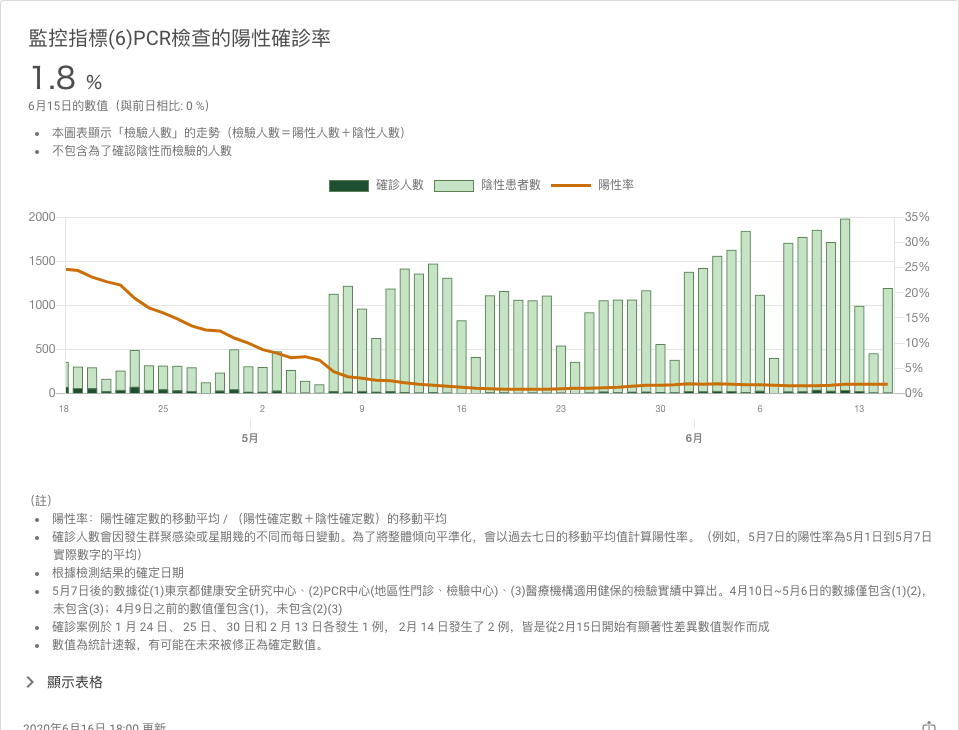 監控指標(6)PCR檢查的陽性確診率
1.8 %
6月15日的數值（與前日相比: 0 %）
• 本圖表顯示「檢驗人數」的走勢（檢驗人數＝陽性人數＋陰性人數）
• 不包含為了確認陰性而檢驗的人數
確診人數 陰性患者數 陽性率
2000 35%
30%
1500
25%
20%
1000
15%
10%
500
5%
0 0%
18 25 2 9 16 23 30 6 13
5月 6月
（註）
• 陽性率：陽性確定數的移動平均 / （陽性確定數＋陰性確定數）的移動平均
• 確診人數會因發生群聚感染或星期幾的不同而每日變動。為了將整體傾向平準化，會以過去七日的移動平均值計算陽性率。（例如，5月7日的陽性率為5月1日到5月7日
實際數字的平均）
• 根據檢測結果的確定日期
• 5月7日後的數據從(1)東京都健康安全研究中心、(2)PCR中心(地區性門診、檢驗中心)、(3)醫療機構適用健保的檢驗實績中算出。4月10日~5月6日的數據僅包含(1)(2)，
未包含(3)；4月9日之前的數值僅包含(1)，未包含(2)(3)
• 確診案例於 1 月 24 日、 25 日、 30 日和 2 月 13 日各發生 1 例， 2月 14 日發生了 2 例，皆是從2月15日開始有顯著性差異數值製作而成
• 數值為統計速報，有可能在未來被修正為確定數值。
顯示表格
2020年6月16日 18:00 更新